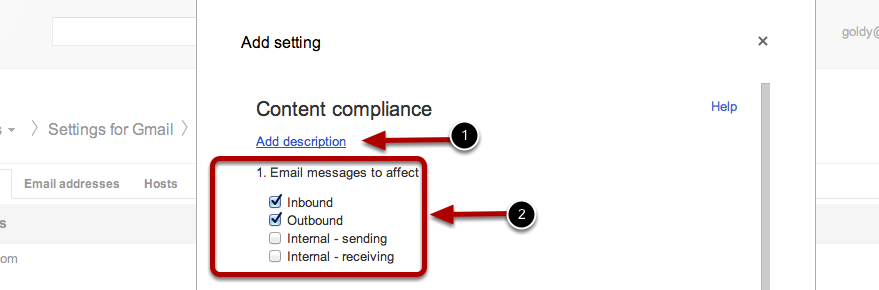 Add setting
×
goldy@
Content compliance
Help
Settings for Gmail
Add description
1
1. Email messages to affect
Email addresses
Hosts
Inbound
2
Outbound
Internal - sending
Internal - receiving
om